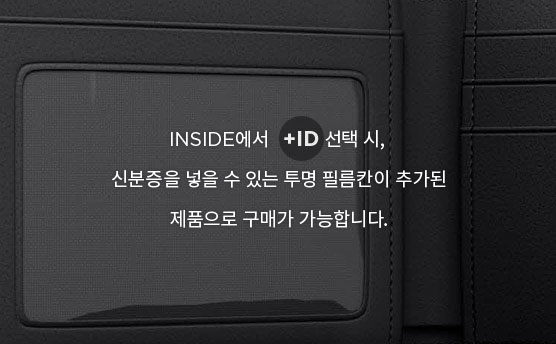 INSIDE에서 +ID 선택 시,
신분증을 넣을 수 있는 투명 필름칸이 추가된
제품으로 구매가 가능합니다.